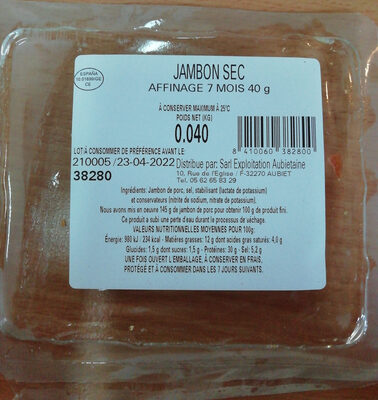 ESPAÑA
CE
JAMBON SEC
AFFINAGE 7 MOIS 40 g
À CONSERVER MAXIMUM À 25°C
POIDS NET (KG)
0.040
8 410060 382800
LOT À CONSOMMER DE PRÉFÉRENCE AVANT LE:
210005 /23-04-2022
38280
Distribue par: Sarl Exploitation Aubietaine
10, Rue de l'Eglise / F-32270 AUBIET
Tel. 05 62 65 83 29
Ingrédients: Jambon de porc, sel, stabilisant (lactate de potassium)
et conservateurs (nitrite de sodium, nitrate de potassium).
Nous avons mis en oeuvre 145 g de jambon de porc pour obtenir 100 g de produit fini.
Ce produit a subi une perte d'eau durant le processus de séchage.
VALEURS NUTRITIONNELLES MOYENNES POUR 100g:
Énergie: 980 kJ / 234 kcal - Matières grasses: 12 g dont acides gras saturés: 4,0 g
Glucides: 1,5 g dont sucres: 1,5 g - Protéines: 30 g - Sel: 5,2 g
UNE FOIS OUVERT L'EMBALLAGE, À CONSERVER EN FRAIS,
PROTÉGÉ ET À CONSOMMER DANS LES 7 JOURS SUIVANTS.